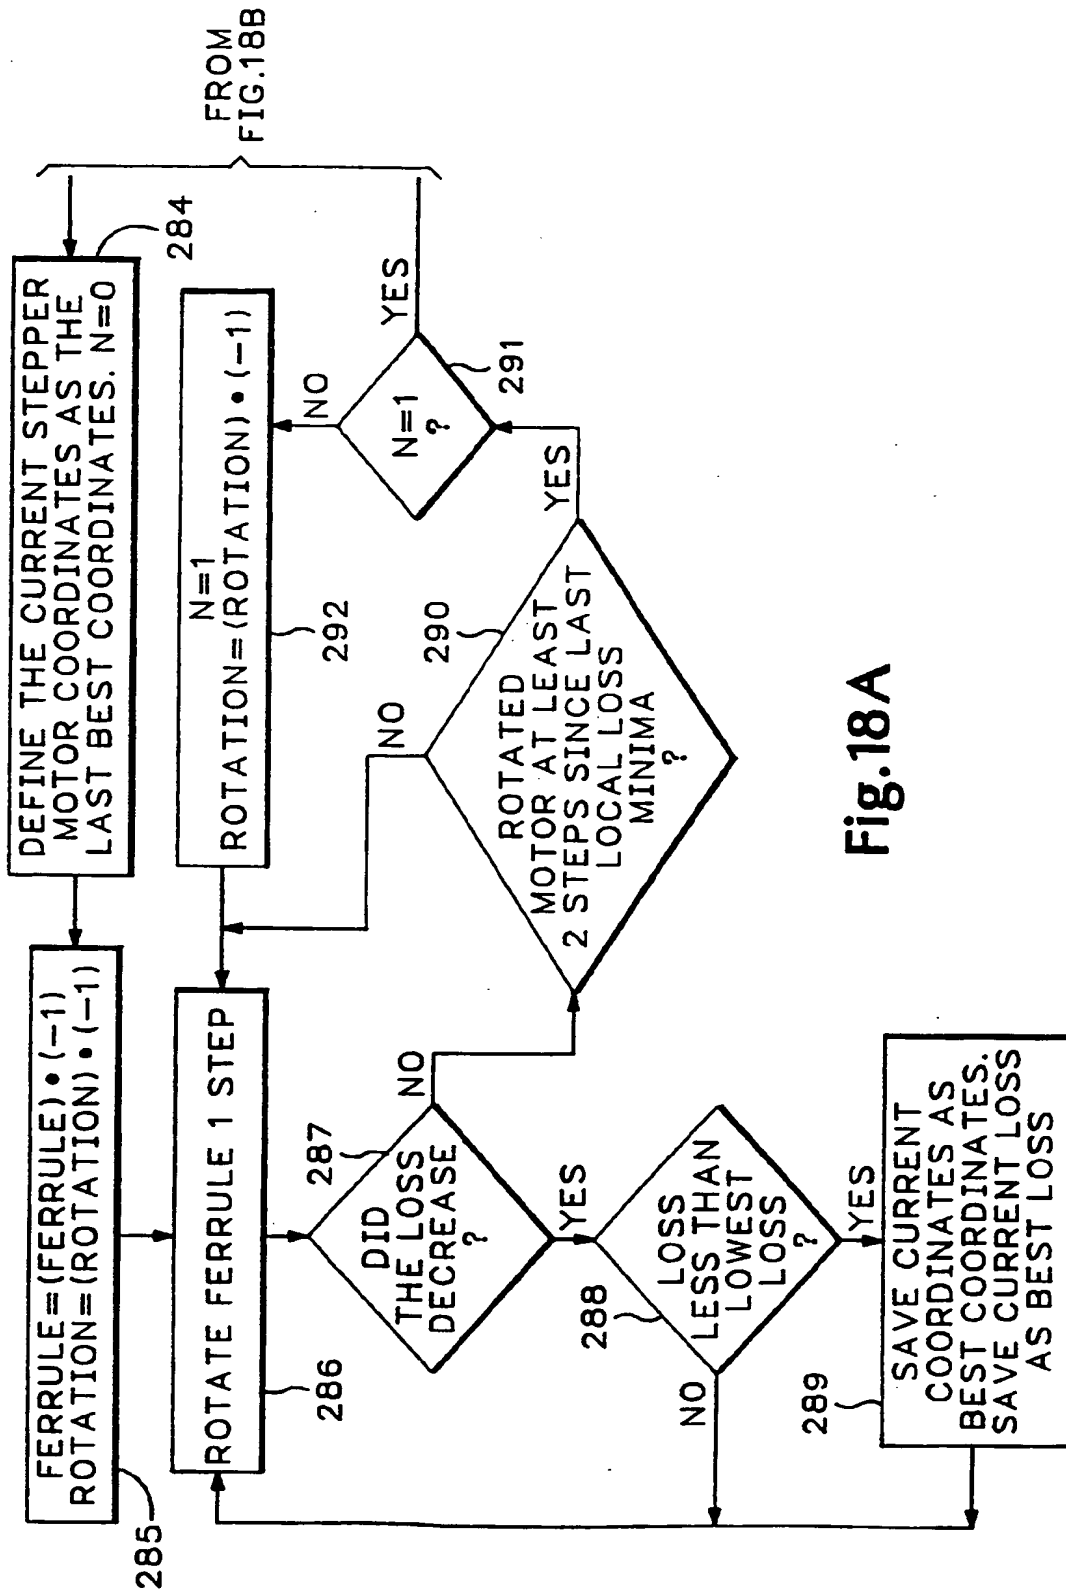 FERRULE=(FERRULE)•(−1)
ROTATION=(ROTATION)•(−1)
285
DEFINE THE CURRENT STEPPER
MOTOR COORDINATES AS THE
LAST BEST COORDINATES. N=0
284
FROM
FIG.18B
ROTATE FERRULE 1 STEP
286
N=1
ROTATION=(ROTATION)•(−1)
292
DID
THE LOSS
DECREASE
?
287
NO
YES
ROTATED
MOTOR AT LEAST
2 STEPS SINCE LAST
LOCAL LOSS
MINIMA
?
290
NO
YES
N=1
?
291
NO
YES
LOSS
LESS THAN
LOWEST
LOSS
?
288
NO
YES
SAVE CURRENT
COORDINATES AS
BEST COORDINATES.
SAVE CURRENT LOSS
AS BEST LOSS
289
Fig.18A